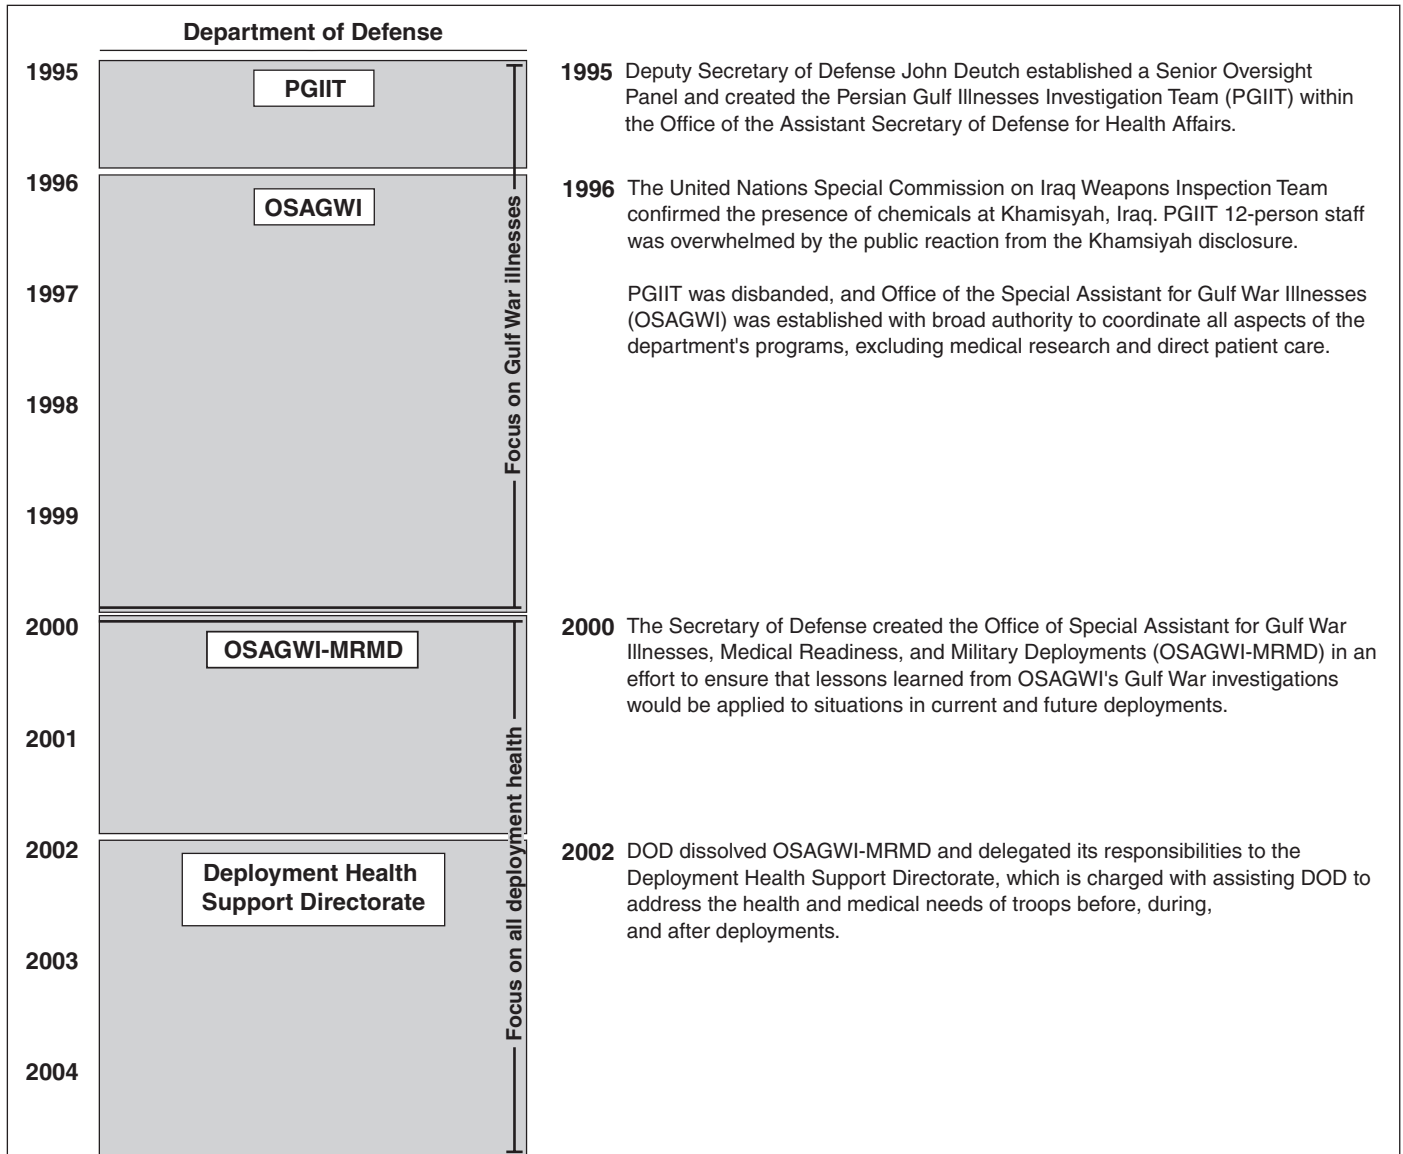 Department of Defense
1995
PGIIT
1996
OSAGWI
1997
1998
1999
Focus on Gulf War illnesses
2000
OSAGWI-MRMD
2001
2002
Deployment Health
Support Directorate
2003
2004
Focus on all deployment health
1995 Deputy Secretary of Defense John Deutch established a Senior Oversight
Panel and created the Persian Gulf Illnesses Investigation Team (PGIIT) within
the Office of the Assistant Secretary of Defense for Health Affairs.
1996 The United Nations Special Commission on Iraq Weapons Inspection Team
confirmed the presence of chemicals at Khamisyah, Iraq. PGIIT 12-person staff
was overwhelmed by the public reaction from the Khamsiyah disclosure.
PGIIT was disbanded, and Office of the Special Assistant for Gulf War Illnesses
(OSAGWI) was established with broad authority to coordinate all aspects of the
department's programs, excluding medical research and direct patient care.
2000 The Secretary of Defense created the Office of Special Assistant for Gulf War
Illnesses, Medical Readiness, and Military Deployments (OSAGWI-MRMD) in an
effort to ensure that lessons learned from OSAGWI's Gulf War investigations
would be applied to situations in current and future deployments.
2002 DOD dissolved OSAGWI-MRMD and delegated its responsibilities to the
Deployment Health Support Directorate, which is charged with assisting DOD to
address the health and medical needs of troops before, during,
and after deployments.